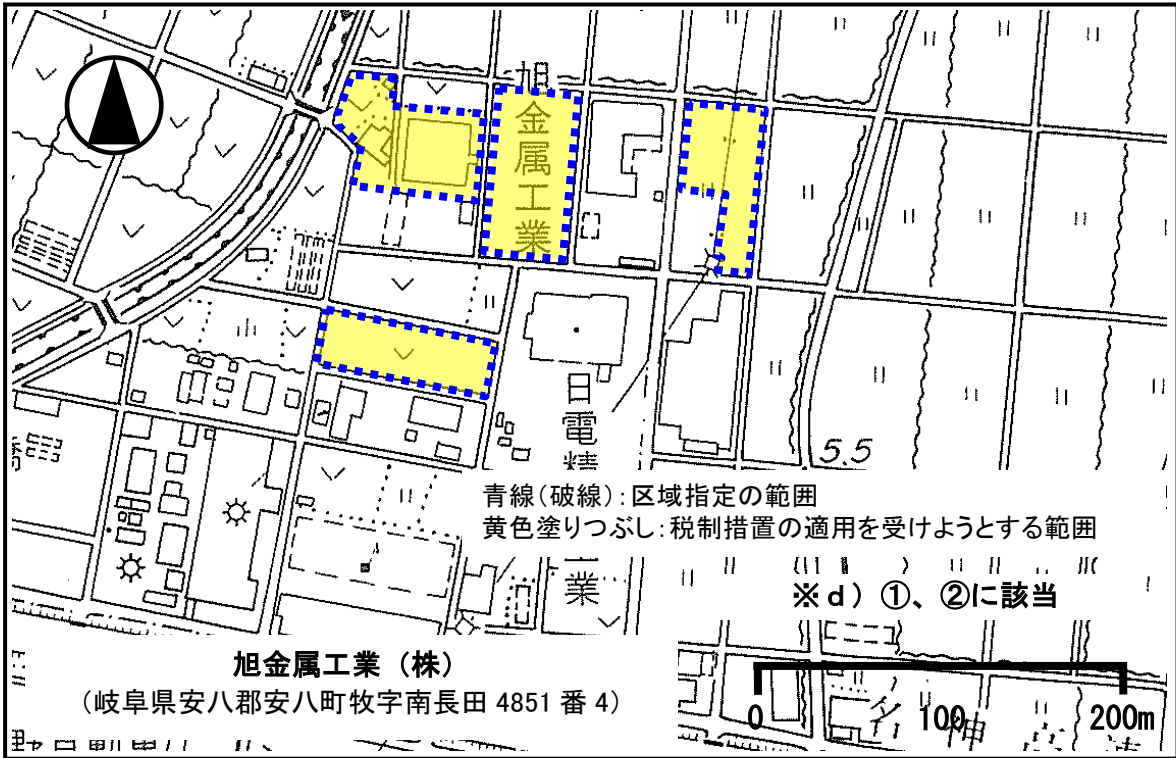 旭金属工業
日電精
工業
5.5
青線(破線):区域指定の範囲
黄色塗りつぶし:税制措置の適用を受けようとする範囲
※d)①、②に該当
旭金属工業(株)
(岐阜県安八郡安八町牧字南長田 4851 番 4)
0 100 200m